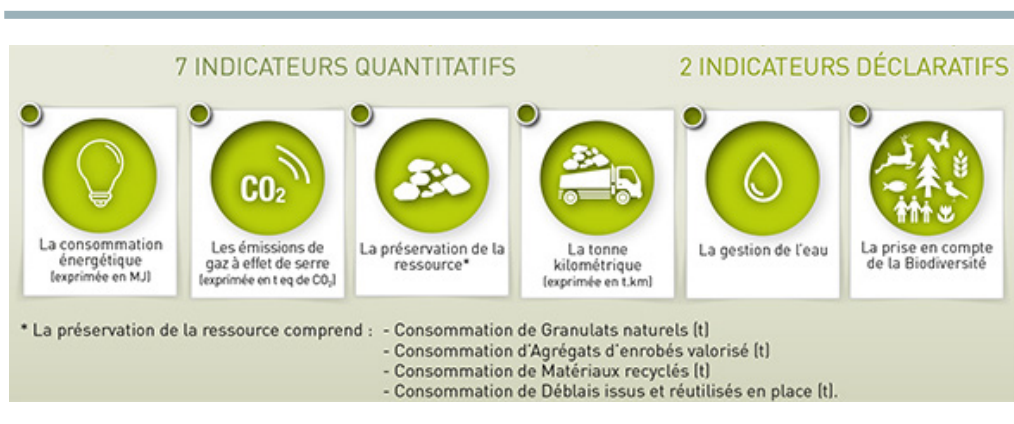 7 INDICATEURS QUANTITATIFS
2 INDICATEURS DÉCLARATIFS
CO₂
La consommation
énergétique
(exprimée en MJ)
Les émissions de
gaz à effet de serre
(exprimée en t eq de CO₂)
La préservation de la
ressource*
La tonne
kilométrique
(exprimée en t.km)
La gestion de l'eau
La prise en compte
de la Biodiversité
* La préservation de la ressource comprend : - Consommation de Granulats naturels (t)
- Consommation d'Agrégats d'enrobés valorisé (t)
- Consommation de Matériaux recyclés (t)
- Consommation de Déblais issus et réutilisés en place (t).